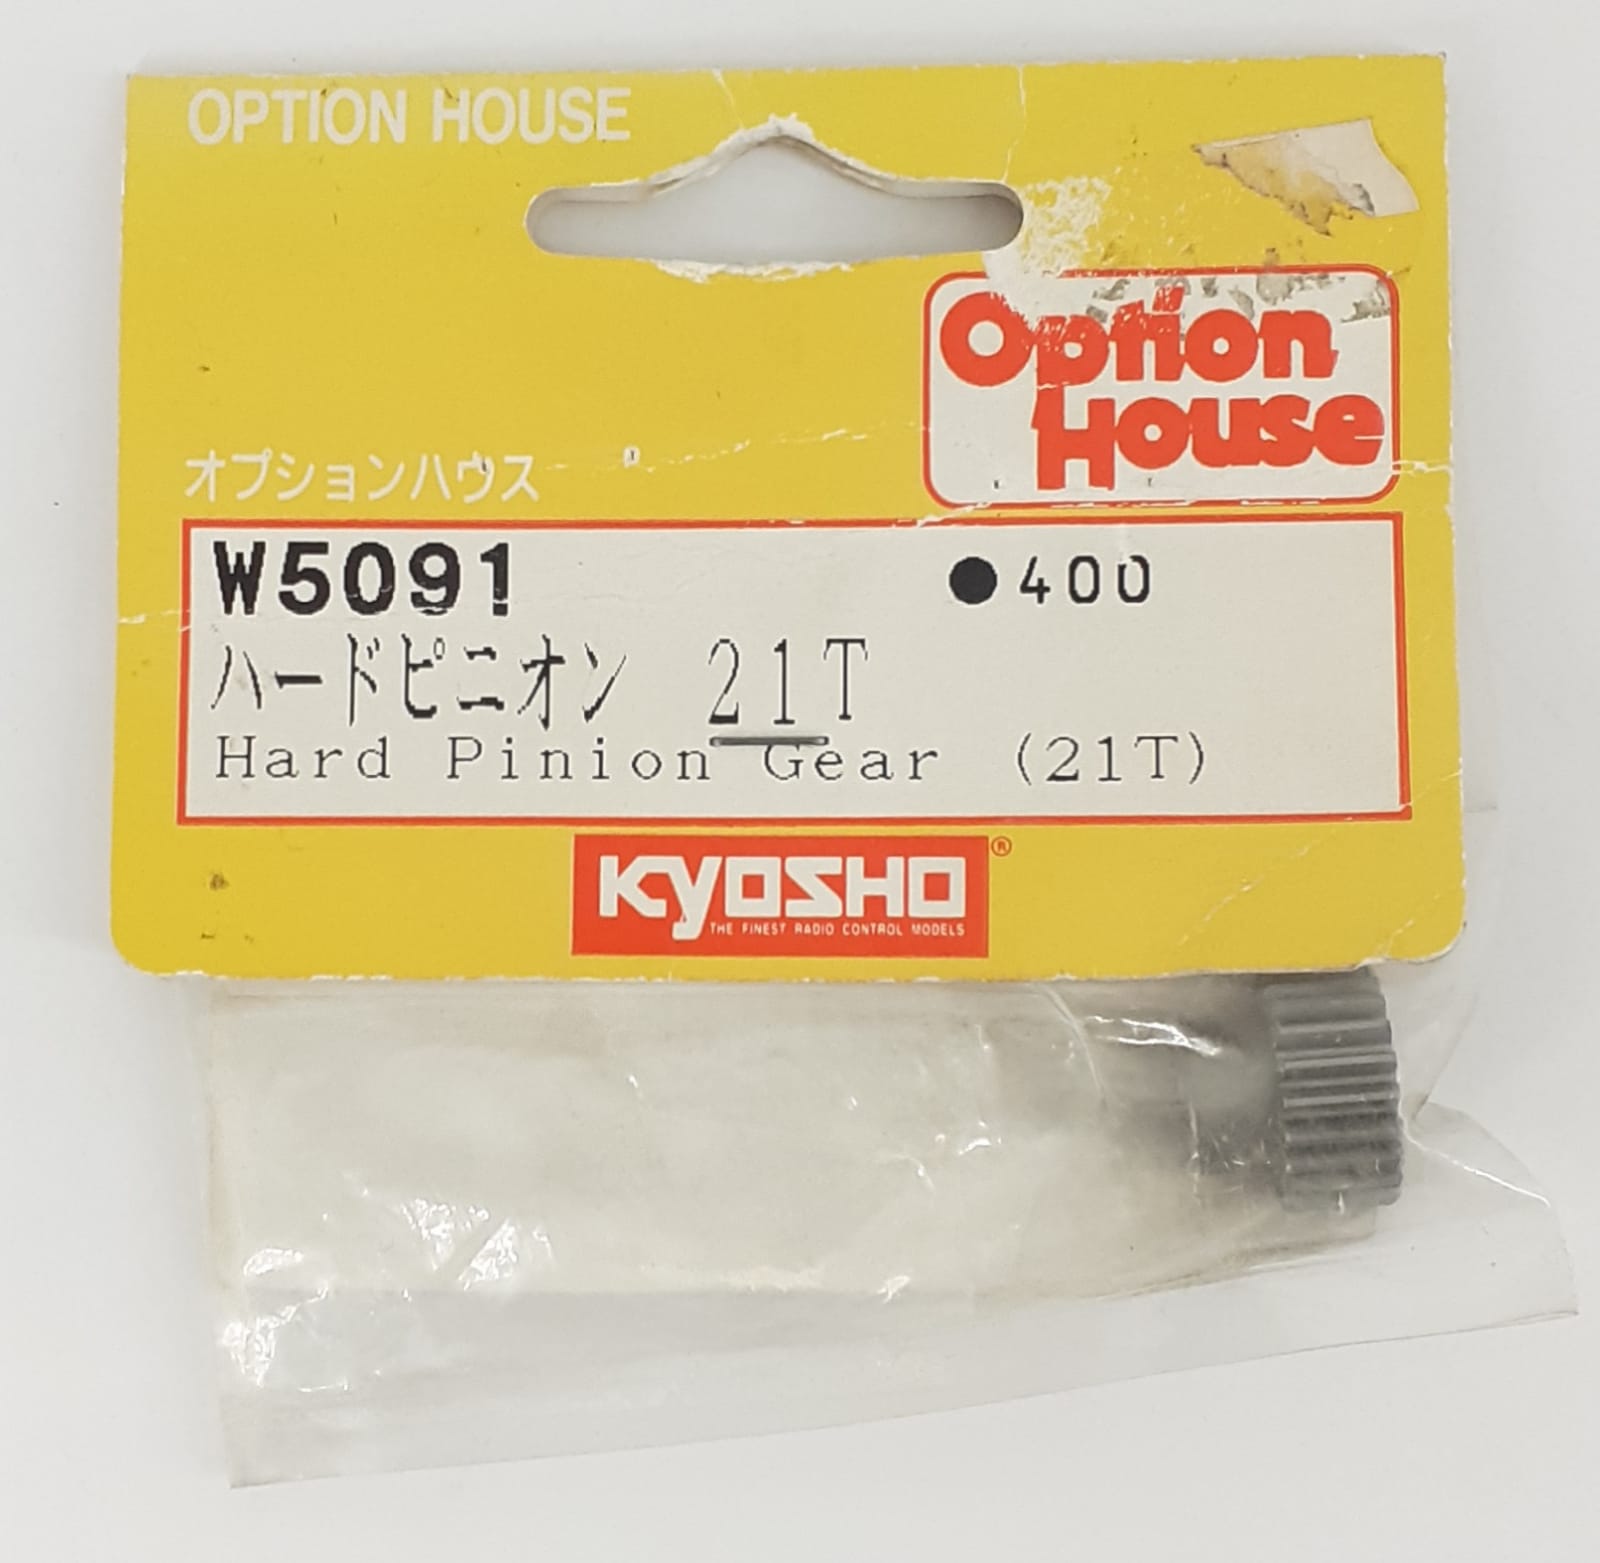 OPTION HOUSE
Option
House
オプションハウス
W5091 ●400
ハードピニオン 21T
Hard Pinion Gear (21T)
KYOSHO®
THE FINEST RADIO CONTROL MODELS